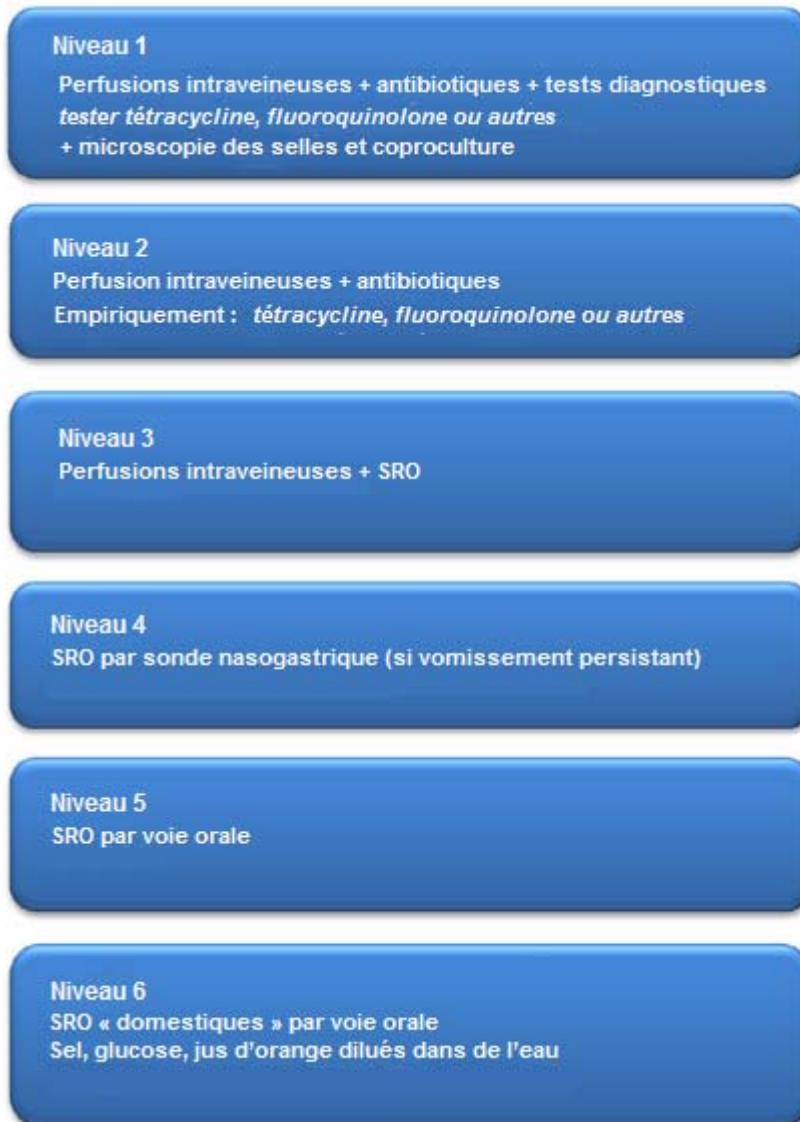 Niveau 1
Perfusions intraveineuses + antibiotiques + tests diagnostiques
tester tétracycline, fluoroquinolone ou autres
+ microscopie des selles et coproculture
Niveau 2
Perfusion intraveineuses + antibiotiques
Empiriquement : tétracycline, fluoroquinolone ou autres
Niveau 3
Perfusions intraveineuses + SRO
Niveau 4
SRO par sonde nasogastrique (si vomissement persistant)
Niveau 5
SRO par voie orale
Niveau 6
SRO « domestiques » par voie orale
Sel, glucose, jus d'orange dilués dans de l'eau